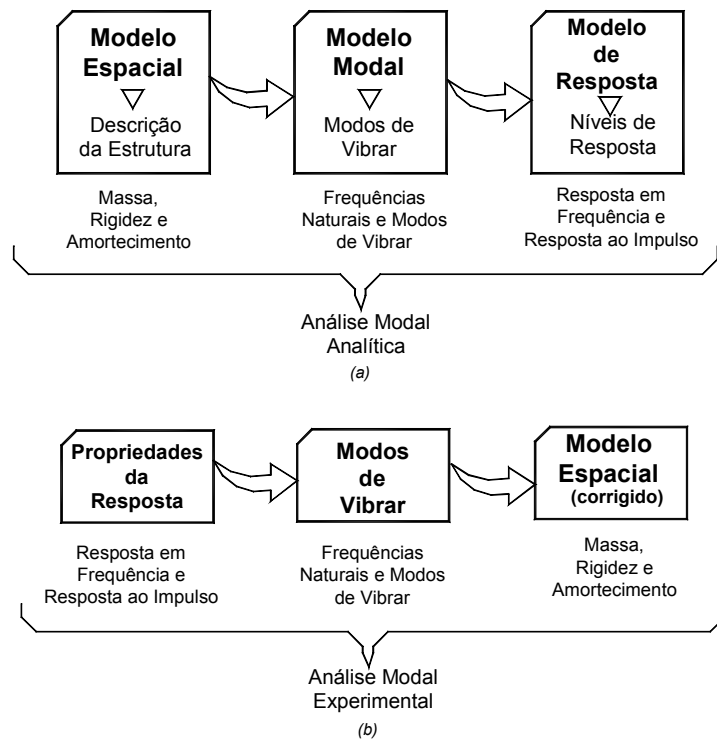 Modelo
Espacial
Descrição
da Estrutura
Massa,
Rigidez e
Amortecimento
Modelo
Modal
Modos de
Vibrar
Frequências
Naturais e Modos
de Vibrar
Modelo
de
Resposta
Níveis de
Resposta
Resposta em
Frequência e
Resposta ao Impulso
Análise Modal
Analítica
(a)
Propriedades
da
Resposta
Resposta em
Frequência e
Resposta ao Impulso
Modos
de
Vibrar
Frequências
Naturais e Modos
de Vibrar
Modelo
Espacial
(corrigido)
Massa,
Rigidez e
Amortecimento
Análise Modal
Experimental
(b)